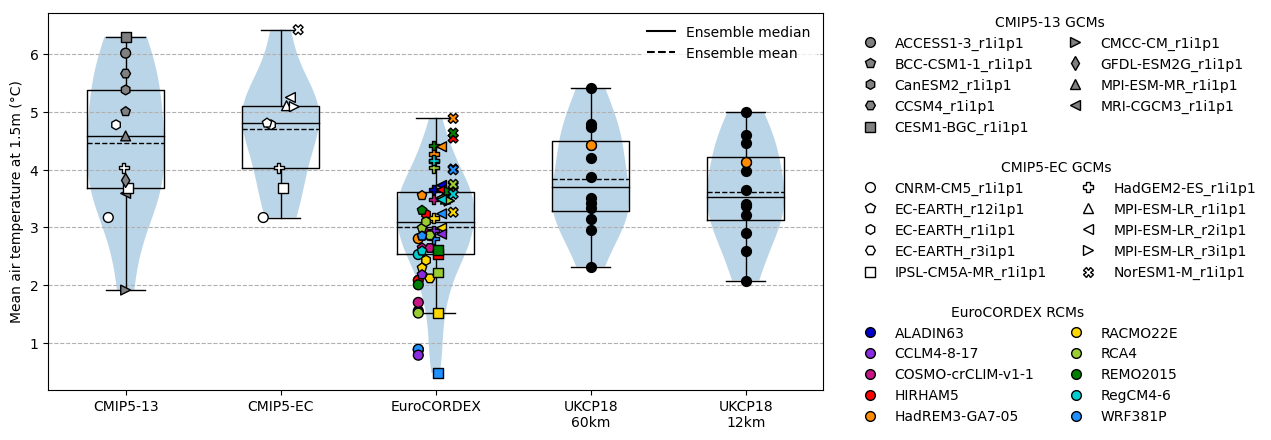 Mean air temperature at 1.5m (°C)
6
5
4
3
2
1
Ensemble median
Ensemble mean
CMIP5-13
CMIP5-EC
EuroCORDEX
UKCP18
60km
UKCP18
12km
CMIP5-13 GCMs
ACCESS1-3_r1i1p1
BCC-CSM1-1_r1i1p1
CanESM2_r1i1p1
CCSM4_r1i1p1
CESM1-BGC_r1i1p1
CMCC-CM_r1i1p1
GFDL-ESM2G_r1i1p1
MPI-ESM-MR_r1i1p1
MRI-CGCM3_r1i1p1
CMIP5-EC GCMs
CNRM-CM5_r1i1p1
EC-EARTH_r12i1p1
EC-EARTH_r1i1p1
EC-EARTH_r3i1p1
IPSL-CM5A-MR_r1i1p1
HadGEM2-ES_r1i1p1
MPI-ESM-LR_r1i1p1
MPI-ESM-LR_r2i1p1
MPI-ESM-LR_r3i1p1
NorESM1-M_r1i1p1
EuroCORDEX RCMs
ALADIN63
CCLM4-8-17
COSMO-crCLIM-v1-1
HIRHAM5
HadREM3-GA7-05
RACMO22E
RCA4
REMO2015
RegCM4-6
WRF381P